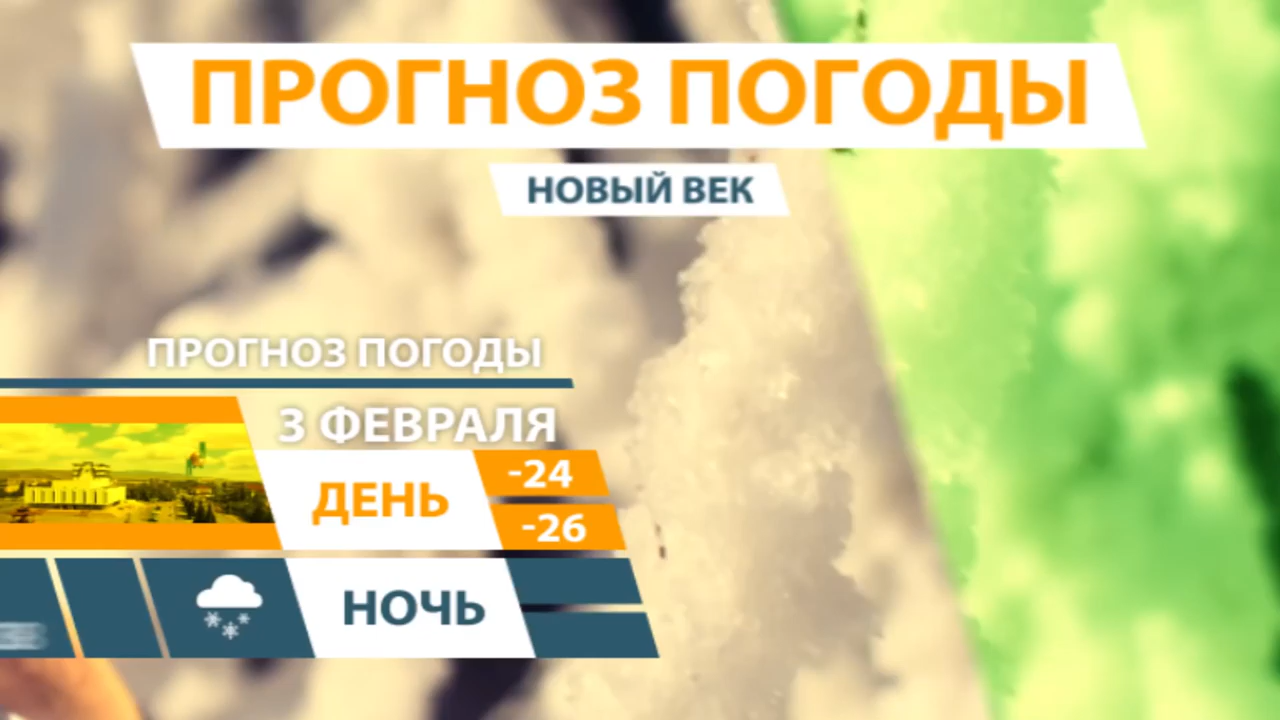 ПРОГНОЗ ПОГОДЫ
НОВЫЙ ВЕК
ПРОГНОЗ ПОГОДЫ
3 ФЕВРАЛЯ
ДЕНЬ
-24
-26
НОЧЬ